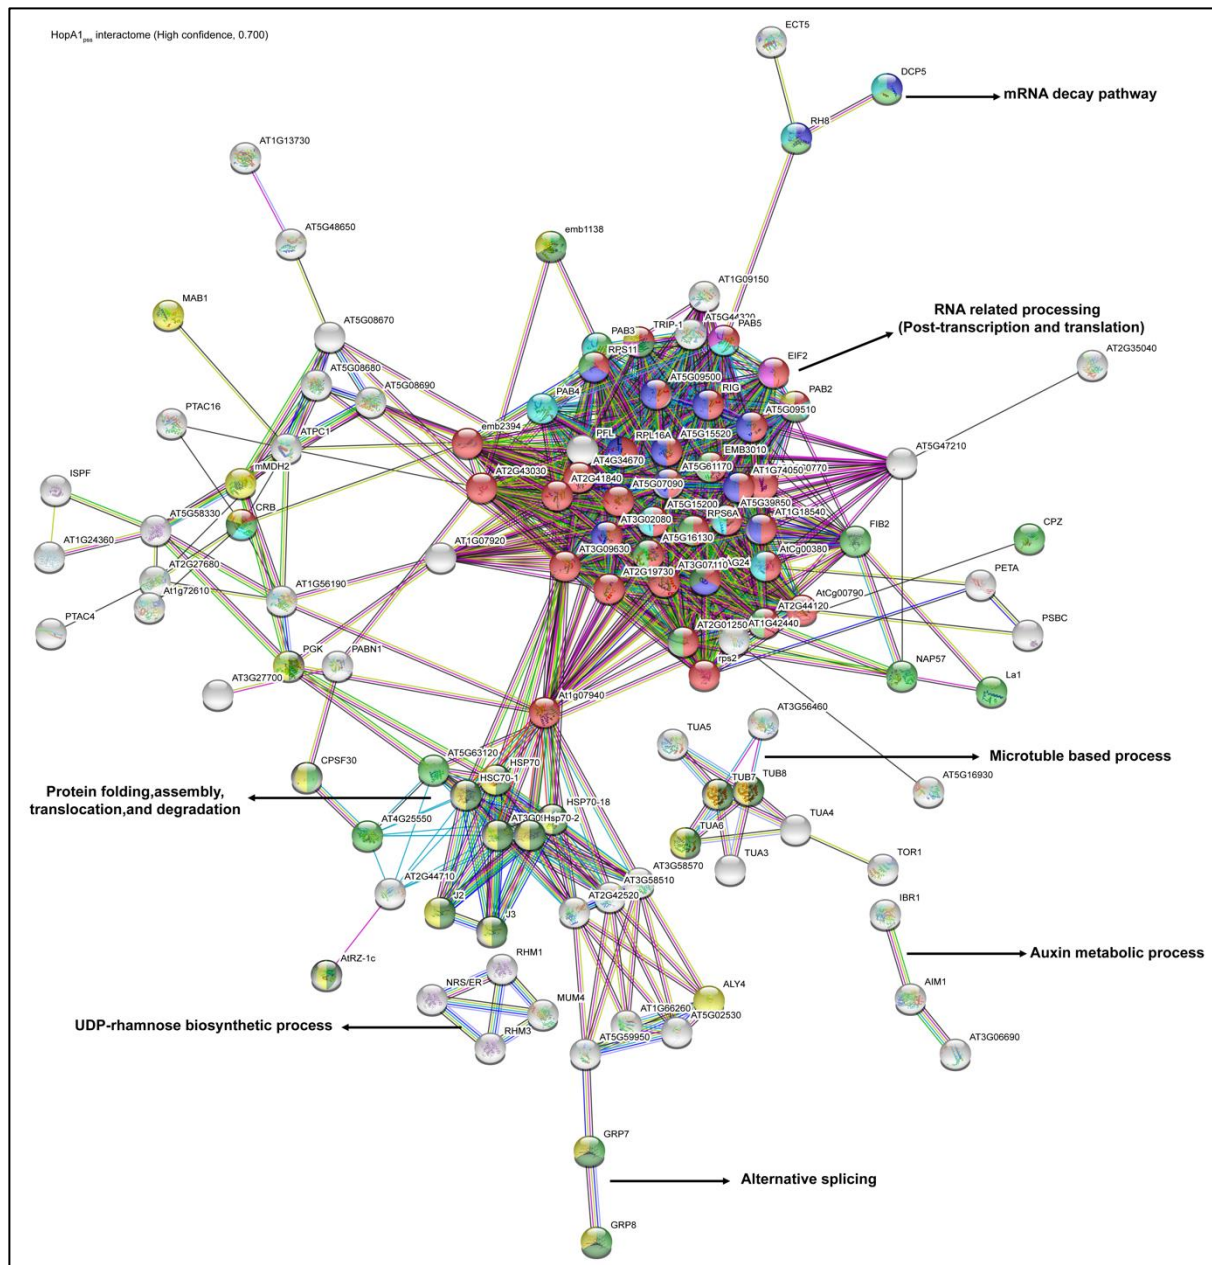 HopA1pss interactome (High confidence, 0.700)
ECT5
DCP5
mRNA decay pathway
RH8
AT1G13730
AT5G48650
emb1138
MAB1
AT1G09150
AT5G08670
PAB3
TRIP-1
AT5G44320
PAB5
RNA related processing
(Post-transcription and translation)
RPS11
EIF2
AT2G35040
AT5G08680
AT5G08690
AT5G09500
RIG
PAB2
PAB4
AT5G09510
PTAC16
ATPC1
emb2394
PFL
RPL16A
AT5G15520
EMB3010
AT5G47210
AT4G34670
AT5G61170
AT1G74050
mMDH2
AT2G43030
AT2G41840
AT5G07090
ISPF
CRB
AT5G15200
AT5G39850
AT5G58330
AT3G02080
RPS6A
AT1G18540
FIB2
CPZ
AT1G24360
AT2G27680
AT1G07920
AT3G09630
AT5G16130
AtCg00380
At1g72610
AT1G56190
AT2G19730
AT3G07110
AG24
PETA
AtCg00790
AT2G44120
PTAC4
AT2G01250
AT1G42440
PSBC
PGK
PABN1
rps2
NAP57
La1
AT3G27700
At1g07940
AT3G56460
TUA5
Microtuble based process
AT5G63120
HSP70
CPSF30
HSC70-1
TUB7
TUB8
AT5G16930
Protein folding,assembly,
translocation,and degradation
HSP70-18
AT4G25550
Hsp70-2
TUA6
TUA4
TUA3
TOR1
AT3G58570
AT2G44710
AT3G58510
J2
AT2G42520
IBR1
J3
Auxin metabolic process
AtRZ-1c
RHM1
NRS/ER
MUM4
ALY4
AIM1
AT1G66260
AT5G02530
UDP-rhamnose biosynthetic process
RHM3
AT5G59950
AT3G06690
GRP7
Alternative splicing
GRP8